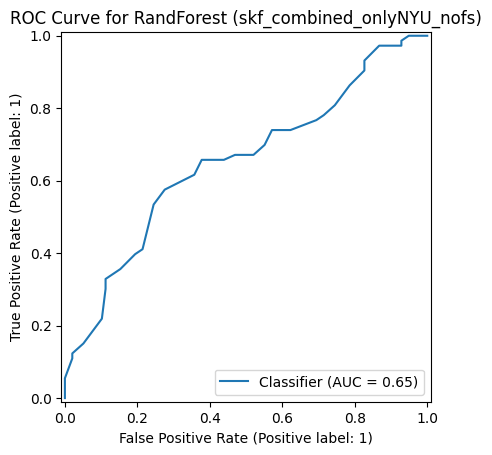 ROC Curve for RandForest (skf_combined_onlyNYU_nofs)
1.0
0.8
0.6
0.4
0.2
0.0
True Positive Rate (Positive label: 1)
Classifier (AUC = 0.65)
0.0 0.2 0.4 0.6 0.8 1.0
False Positive Rate (Positive label: 1)